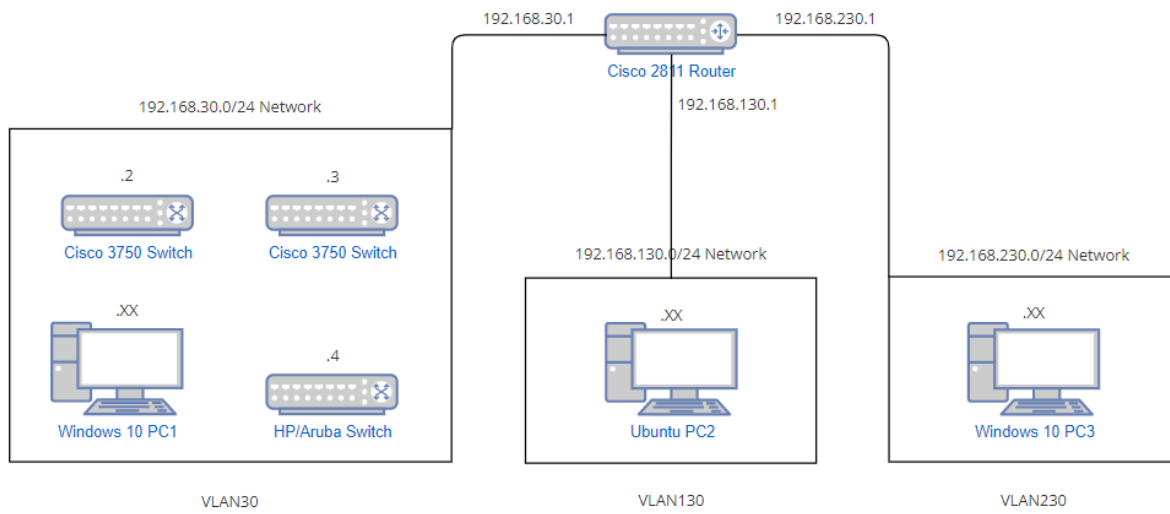 192.168.30.1
192.168.230.1
Cisco 2811 Router
192.168.130.1
192.168.30.0/24 Network
.2
.3
Cisco 3750 Switch
Cisco 3750 Switch
192.168.130.0/24 Network
192.168.230.0/24 Network
.XX
.4
.XX
.XX
Windows 10 PC1
HP/Aruba Switch
Ubuntu PC2
Windows 10 PC3
VLAN30
VLAN130
VLAN230